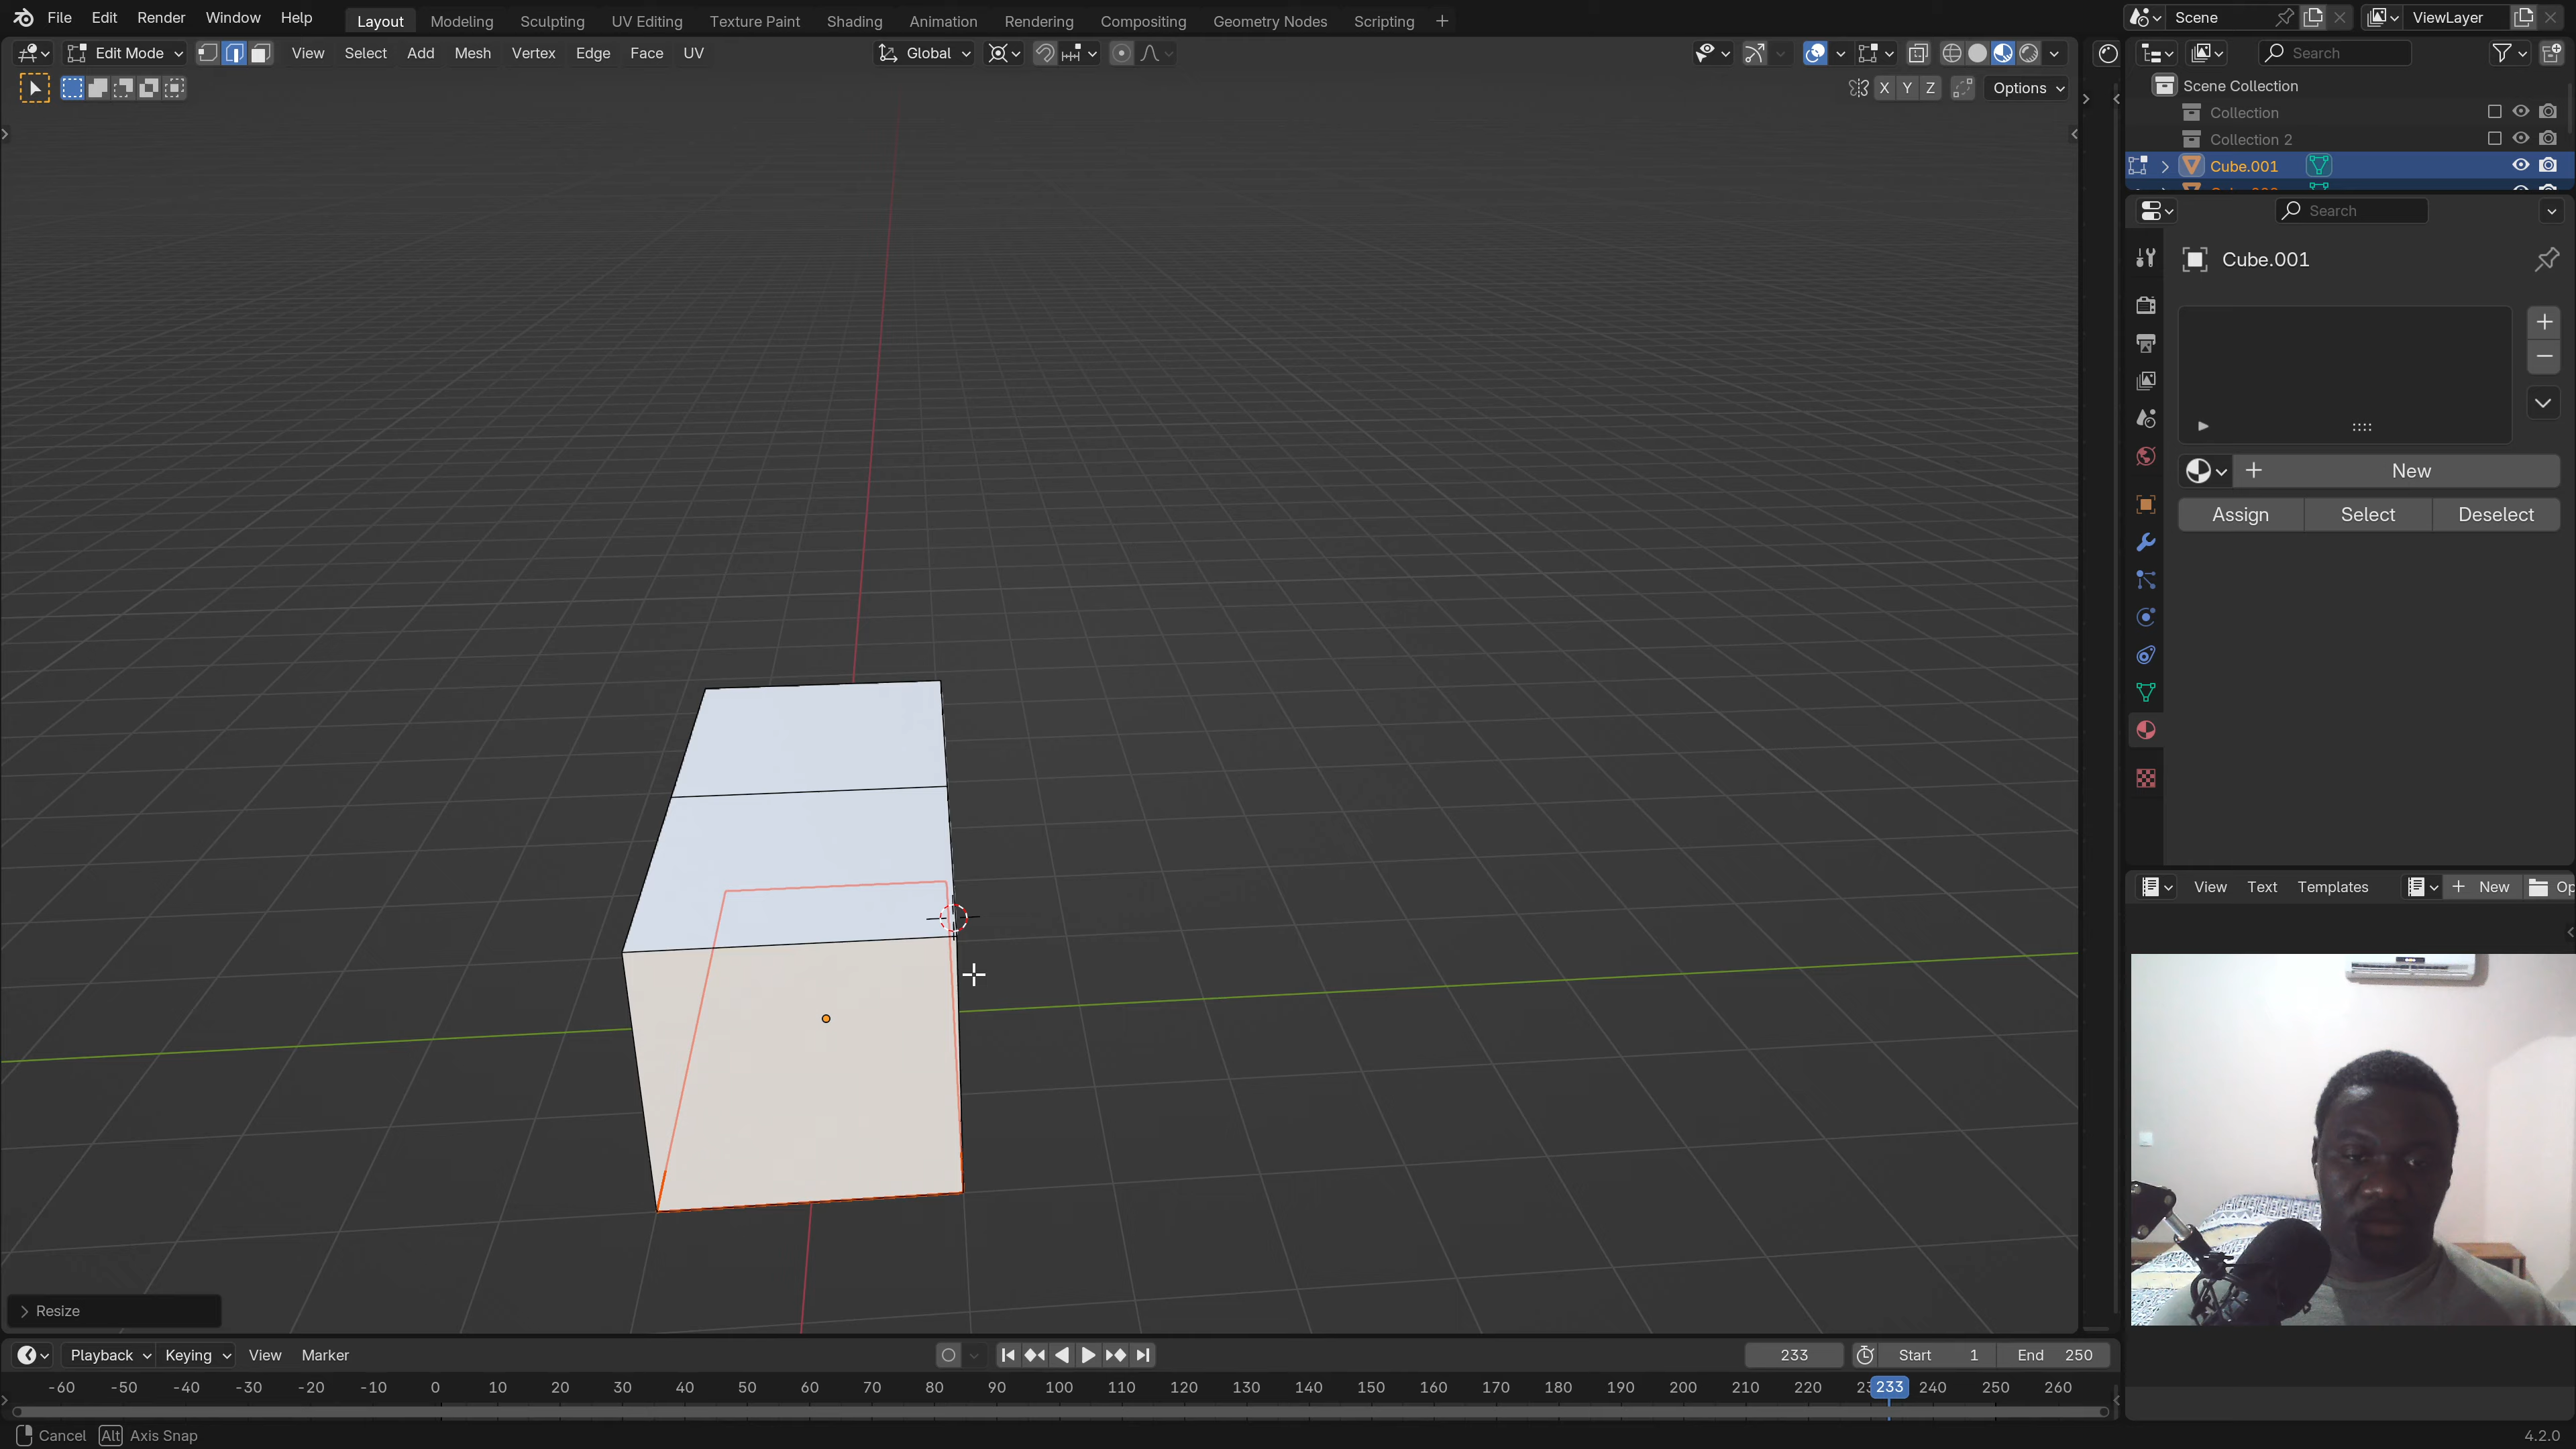 File Edit Render Window Help Layout Modeling Sculpting UV Editing Texture Paint Shading Animation Rendering Compositing Geometry Nodes Scripting + Scene ViewLayer
Edit Mode View Select Add Mesh Vertex Edge Face UV Global Search
X Y Z Options
Scene Collection
Collection
Collection 2
Cube.001
Search
Cube.001
New
Assign Select Deselect
View Text Templates New Op
Resize
Playback Keying View Marker 233 Start 1 End 250
-60 -50 -40 -30 -20 -10 0 10 20 30 40 50 60 70 80 90 100 110 120 130 140 150 160 170 180 190 200 210 220 23 233 240 250 260
Cancel Alt Axis Snap 4.2.0